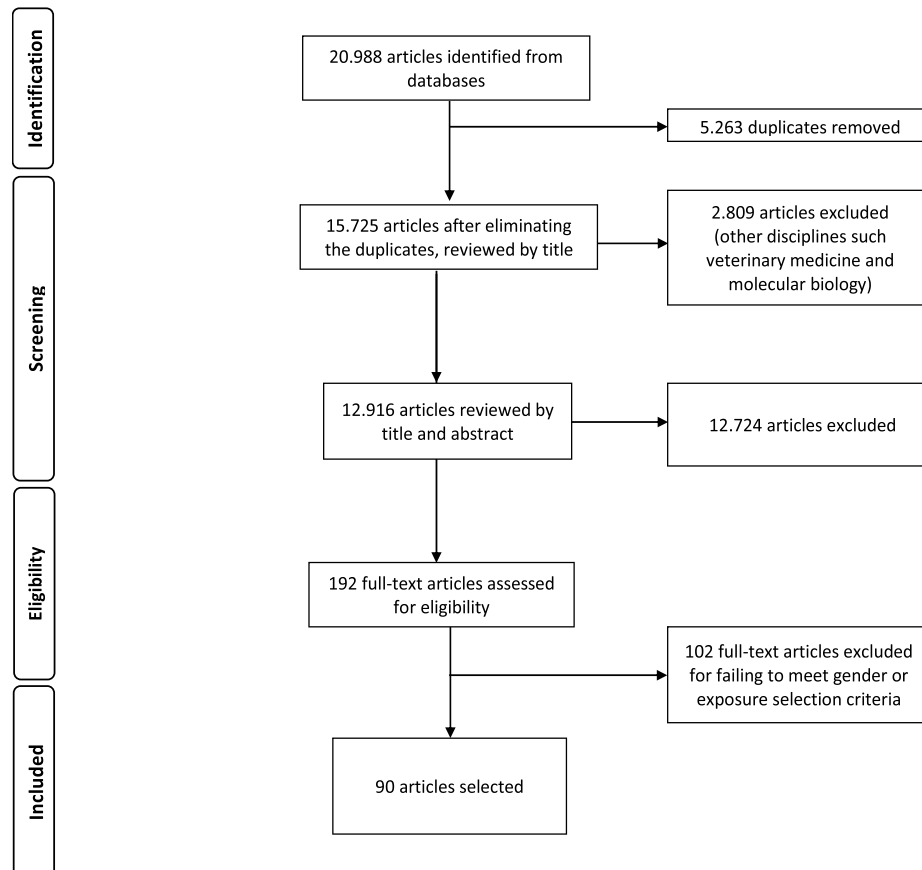 Identification
20.988 articles identified from
databases
5.263 duplicates removed
Screening
15.725 articles after eliminating
the duplicates, reviewed by title
2.809 articles excluded
(other disciplines such
veterinary medicine and
molecular biology)
12.916 articles reviewed by
title and abstract
12.724 articles excluded
Eligibility
192 full-text articles assessed
for eligibility
102 full-text articles excluded
for failing to meet gender or
exposure selection criteria
Included
90 articles selected